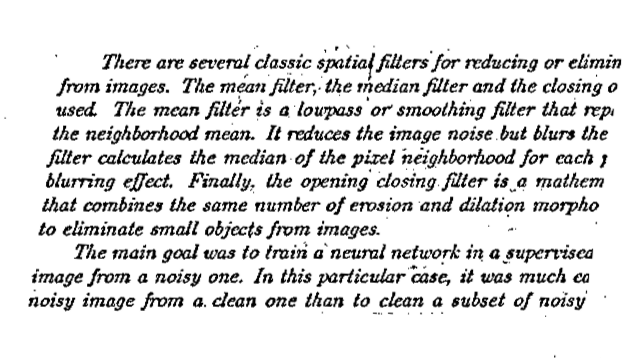 There are several classic spatial filters for reducing or elimin
from images. The mean filter, the median filter and the closing o
used. The mean filter is a lowpass or smoothing filter that rep
the neighborhood mean. It reduces the image noise but blurs the
filter calculates the median of the pixel neighborhood for each
blurring effect. Finally, the opening closing filter is a mathem
that combines the same number of erosion and dilation morpho
to eliminate small objects from images.
The main goal was to train a neural network in a supervised
image from a noisy one. In this particular case, it was much ea
noisy image from a clean one than to clean a subset of noisy